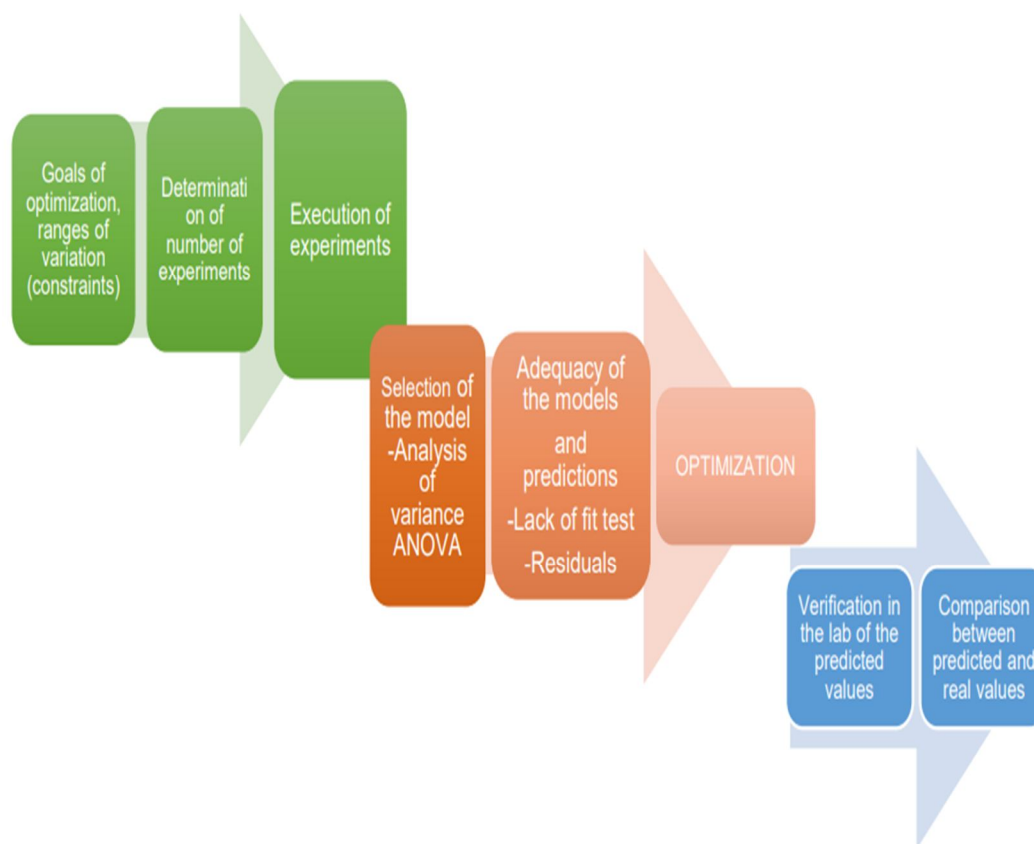 Goals of
optimization,
ranges of
variation
(constraints)
Determinati
on of
number of
experiments
Execution of
experiments
Selection of
the model
-Analysis
of
variance
ANOVA
Adequacy of
the models
and
predictions
-Lack of fit test
-Residuals
OPTIMIZATION
Verification in
the lab of the
predicted
values
Comparison
between
predicted and
real values